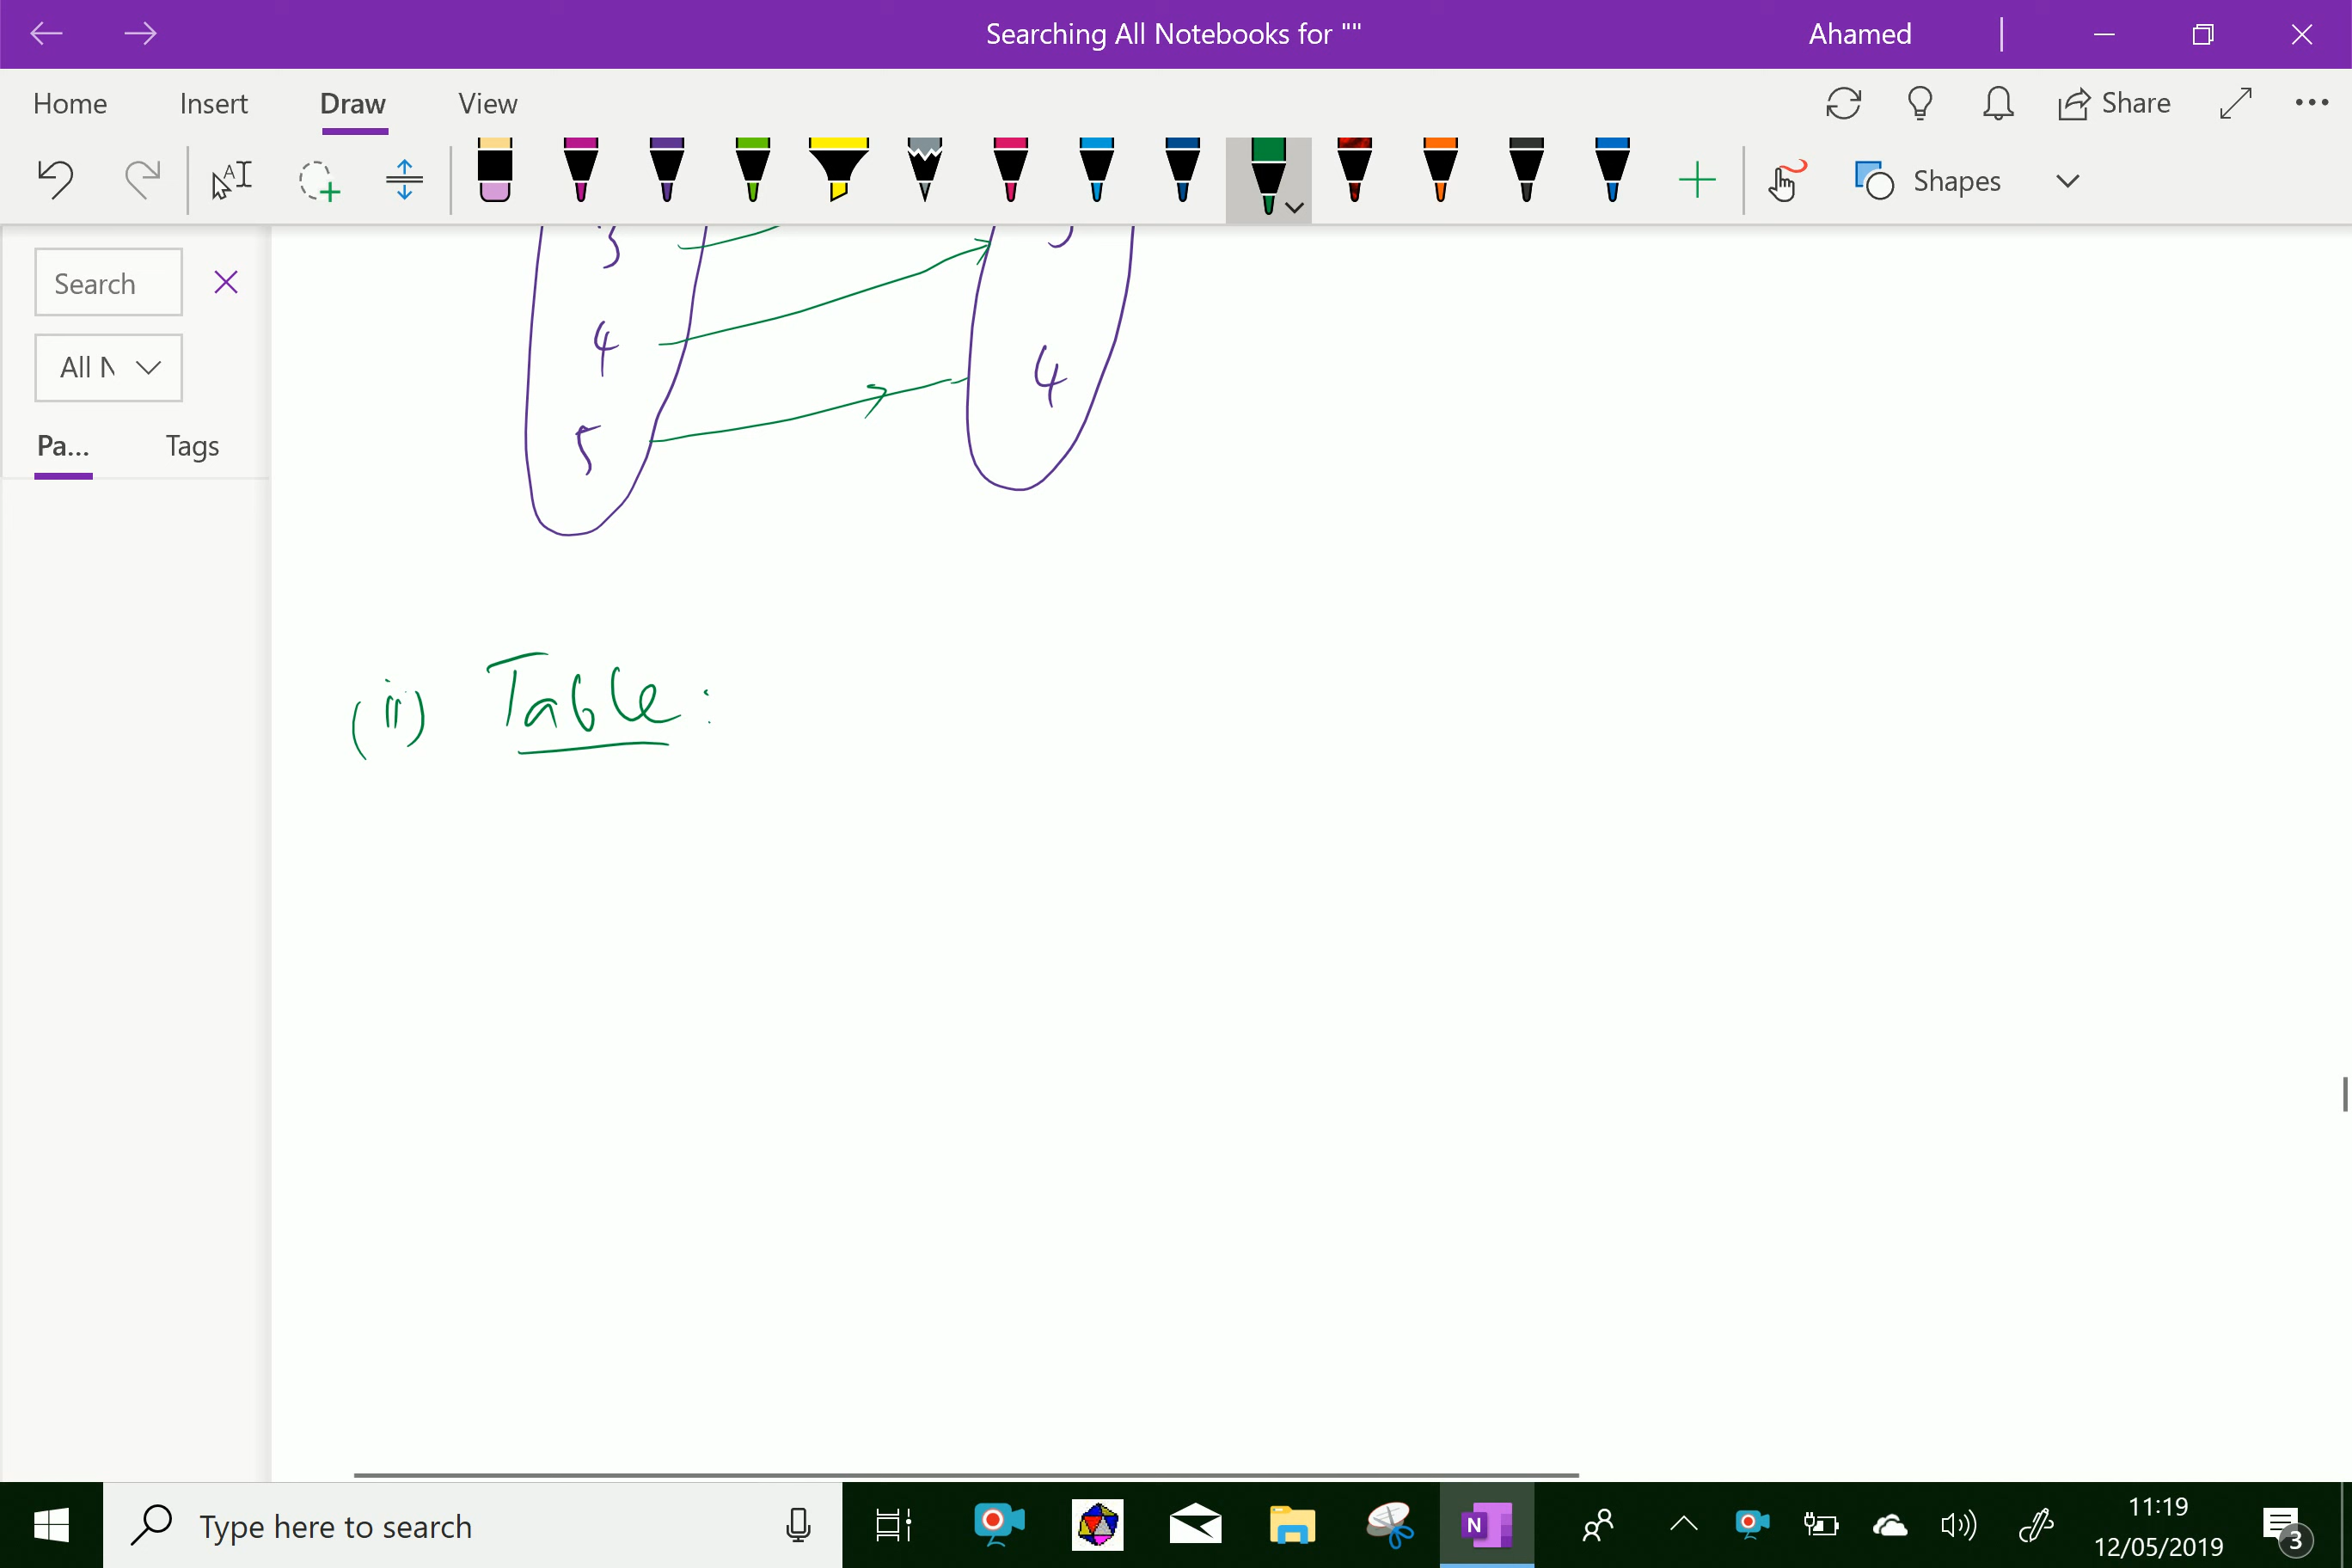 Searching All Notebooks for ""
Ahamed
Home Insert Draw View
Share
Shapes
Search
All N
Pa... Tags
3
4
4
5
(ii) Table:
Type here to search
N
11:19
12/05/2019
3